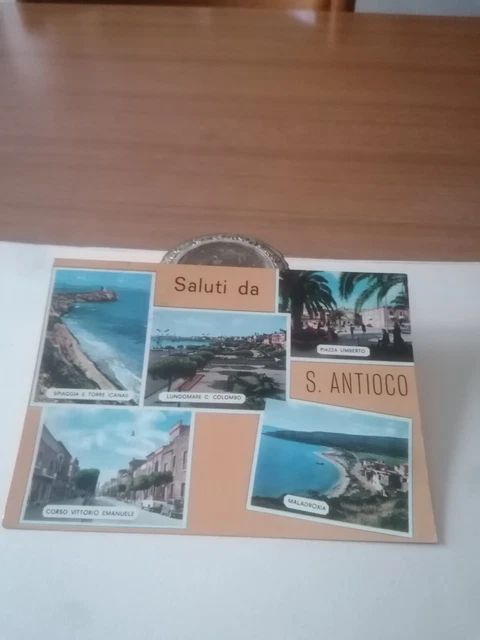 Saluti da
S. ANTIOCO
PIAZZA UMBERTO
SPIAGGIA E TORRE (CANAI)
LUNGOMARE C. COLOMBO
CORSO VITTORIO EMANUELE
MALADROXIA